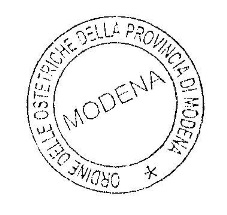 ORDINE DELLE OSTETRICHE DELLA PROVINCIA DI MODENA *
MODENA